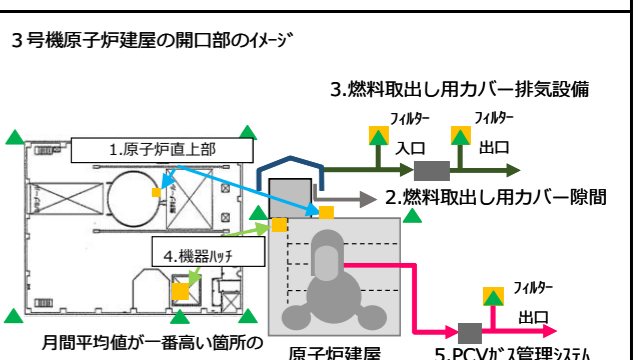 3号機原子炉建屋の開口部のｲﾒｰｼﾞ
3.燃料取出し用カバー排気設備
ﾌｨﾙﾀｰ
ﾌｨﾙﾀｰ
1.原子炉直上部
入口
出口
2.燃料取出し用カバー隙間
4.機器ﾊｯﾁ
ﾌｨﾙﾀｰ
出口
月間平均値が一番高い箇所の
原子炉建屋
5.PCVｶﾞｽ管理ｼｽﾃﾑ